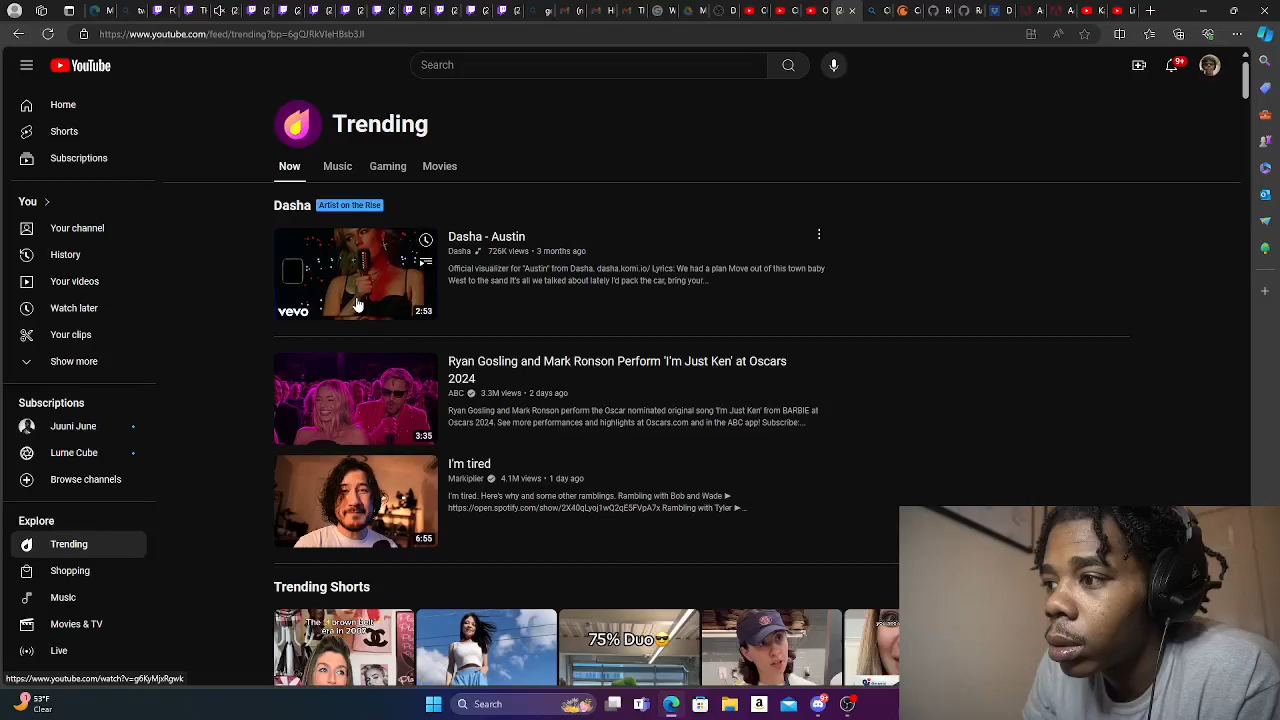 https://www.youtube.com/feed/trending?bp=6gQJRkVleHBsb3Jl
YouTube
Search
9+
Home
Shorts
Subscriptions
You
Your channel
History
Your videos
Watch later
Your clips
Show more
Subscriptions
Juuni June
Lume Cube
Browse channels
Explore
Trending
Shopping
Music
Movies & TV
Live
Trending
Now
Music
Gaming
Movies
Dasha
Artist on the Rise
vevo
2:53
Dasha - Austin
Dasha 726K views • 3 months ago
Official visualizer for "Austin" from Dasha. dasha.komi.io/ Lyrics: We had a plan Move out of this town baby
West to the sand It's all we talked about lately I'd pack the car, bring your...
3:35
Ryan Gosling and Mark Ronson Perform 'I'm Just Ken' at Oscars
2024
ABC 3.3M views • 2 days ago
Ryan Gosling and Mark Ronson perform the Oscar nominated original song 'I'm Just Ken' from BARBIE at
Oscars 2024. See more performances and highlights at Oscars.com and in the ABC app! Subscribe:...
6:55
I'm tired
Markiplier 4.1M views • 1 day ago
I'm tired. Here's why and some other ramblings. Rambling with Bob and Wade ►
https://open.spotify.com/show/2X40qLyoj1wQ2qE5FVpA7x Rambling with Tyler ►...
Trending Shorts
75% Duo
https://www.youtube.com/watch?v=g6KyMjxRgwk
53°F
Clear
Search